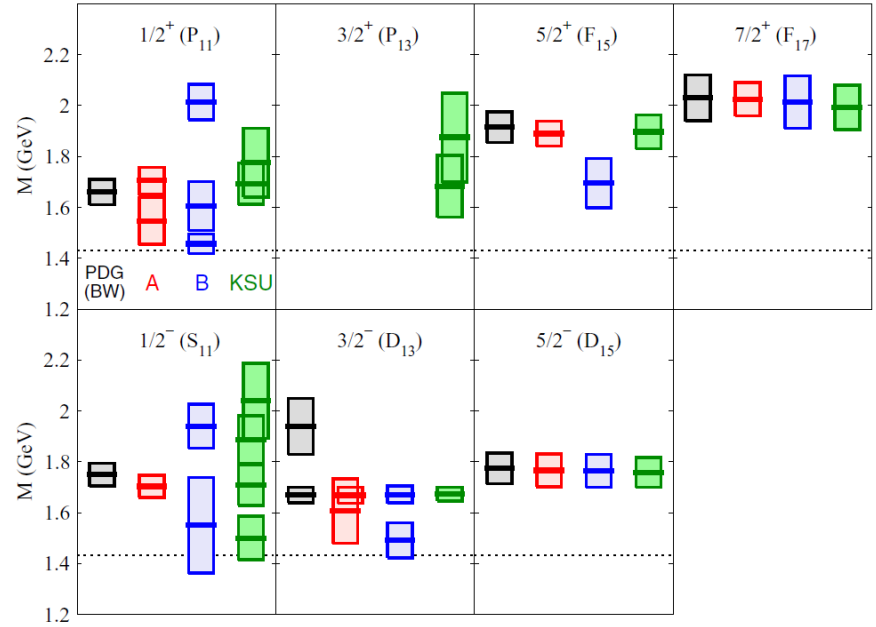 1/2⁺ (P₁₁) 3/2⁺ (P₁₃) 5/2⁺ (F₁₅) 7/2⁺ (F₁₇)
M (GeV)
2.2
2
1.8
1.6
1.4
1.2
PDG (BW) A B KSU
1/2⁻ (S₁₁) 3/2⁻ (D₁₃) 5/2⁻ (D₁₅)
M (GeV)
2.2
2
1.8
1.6
1.4
1.2